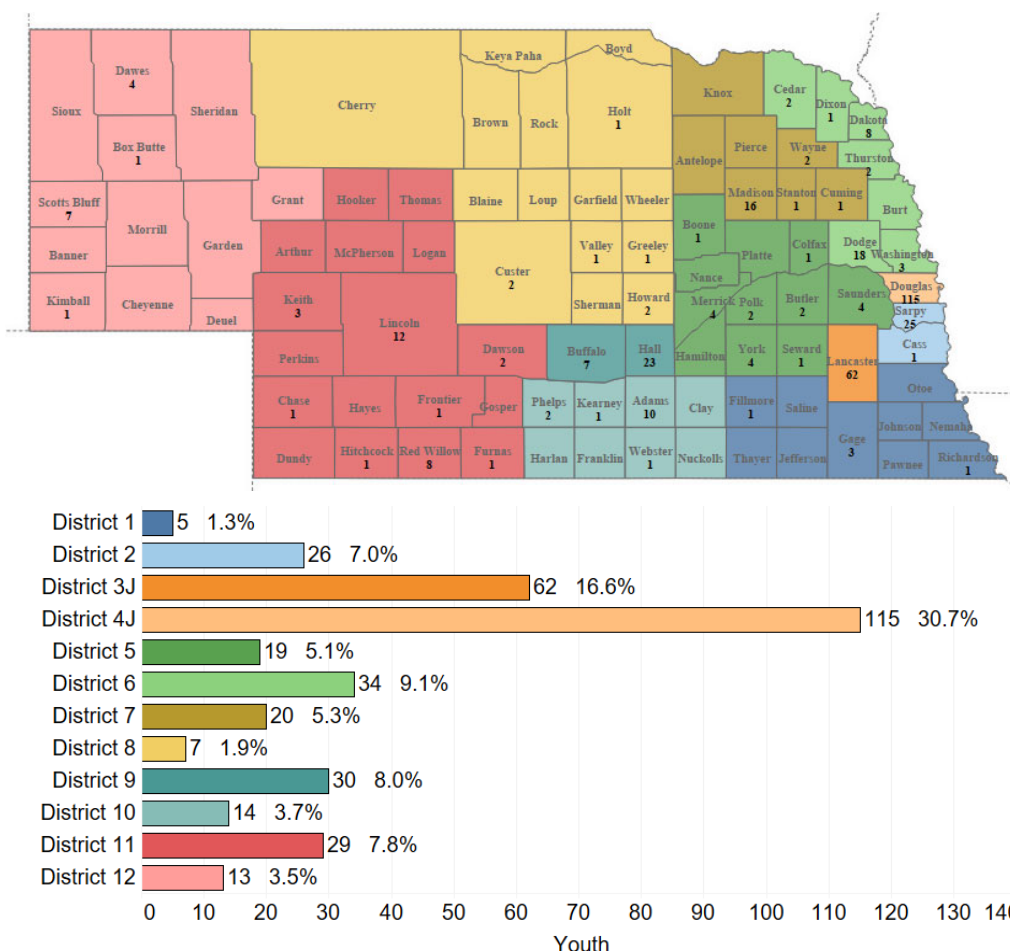 Boyd
Keya Paha
Dawes
4
Knox
Cedar
2
Dixon
1
Sioux
Sheridan
Cherry
Holt
1
Brown
Rock
Dakota
8
Box Butte
1
Antelope
Pierce
Wayne
2
Thurston
2
Scotts Bluff
7
Grant
Hooker
Thomas
Blaine
Loup
Garfield
Wheeler
Madison
16
Stanton
1
Cuming
1
Burt
Morrill
Garden
Boone
1
Banner
Arthur
McPherson
Logan
Custer
2
Valley
1
Greeley
1
Platte
Colfax
1
Dodge
18
Washington
3
Nance
Kimball
1
Cheyenne
Deuel
Keith
3
Lincoln
12
Sherman
Howard
2
Merrick
4
Polk
2
Butler
2
Saunders
4
Douglas
115
Sarpy
25
Perkins
Dawson
2
Buffalo
7
Hall
23
Hamilton
York
4
Seward
1
Lancaster
62
Cass
1
Otoe
Chase
1
Hayes
Frontier
1
Gosper
Phelps
2
Kearney
1
Adams
10
Clay
Fillmore
1
Saline
Johnson
Nemaha
Dundy
Hitchcock
1
Red Willow
8
Furnas
1
Harlan
Franklin
Webster
1
Nuckolls
Thayer
Jefferson
Gage
3
Pawnee
Richardson
1
District 1 5 1.3%
District 2 26 7.0%
District 3J 62 16.6%
District 4J 115 30.7%
District 5 19 5.1%
District 6 34 9.1%
District 7 20 5.3%
District 8 7 1.9%
District 9 30 8.0%
District 10 14 3.7%
District 11 29 7.8%
District 12 13 3.5%
0 10 20 30 40 50 60 70 80 90 100 110 120 130 140
Youth